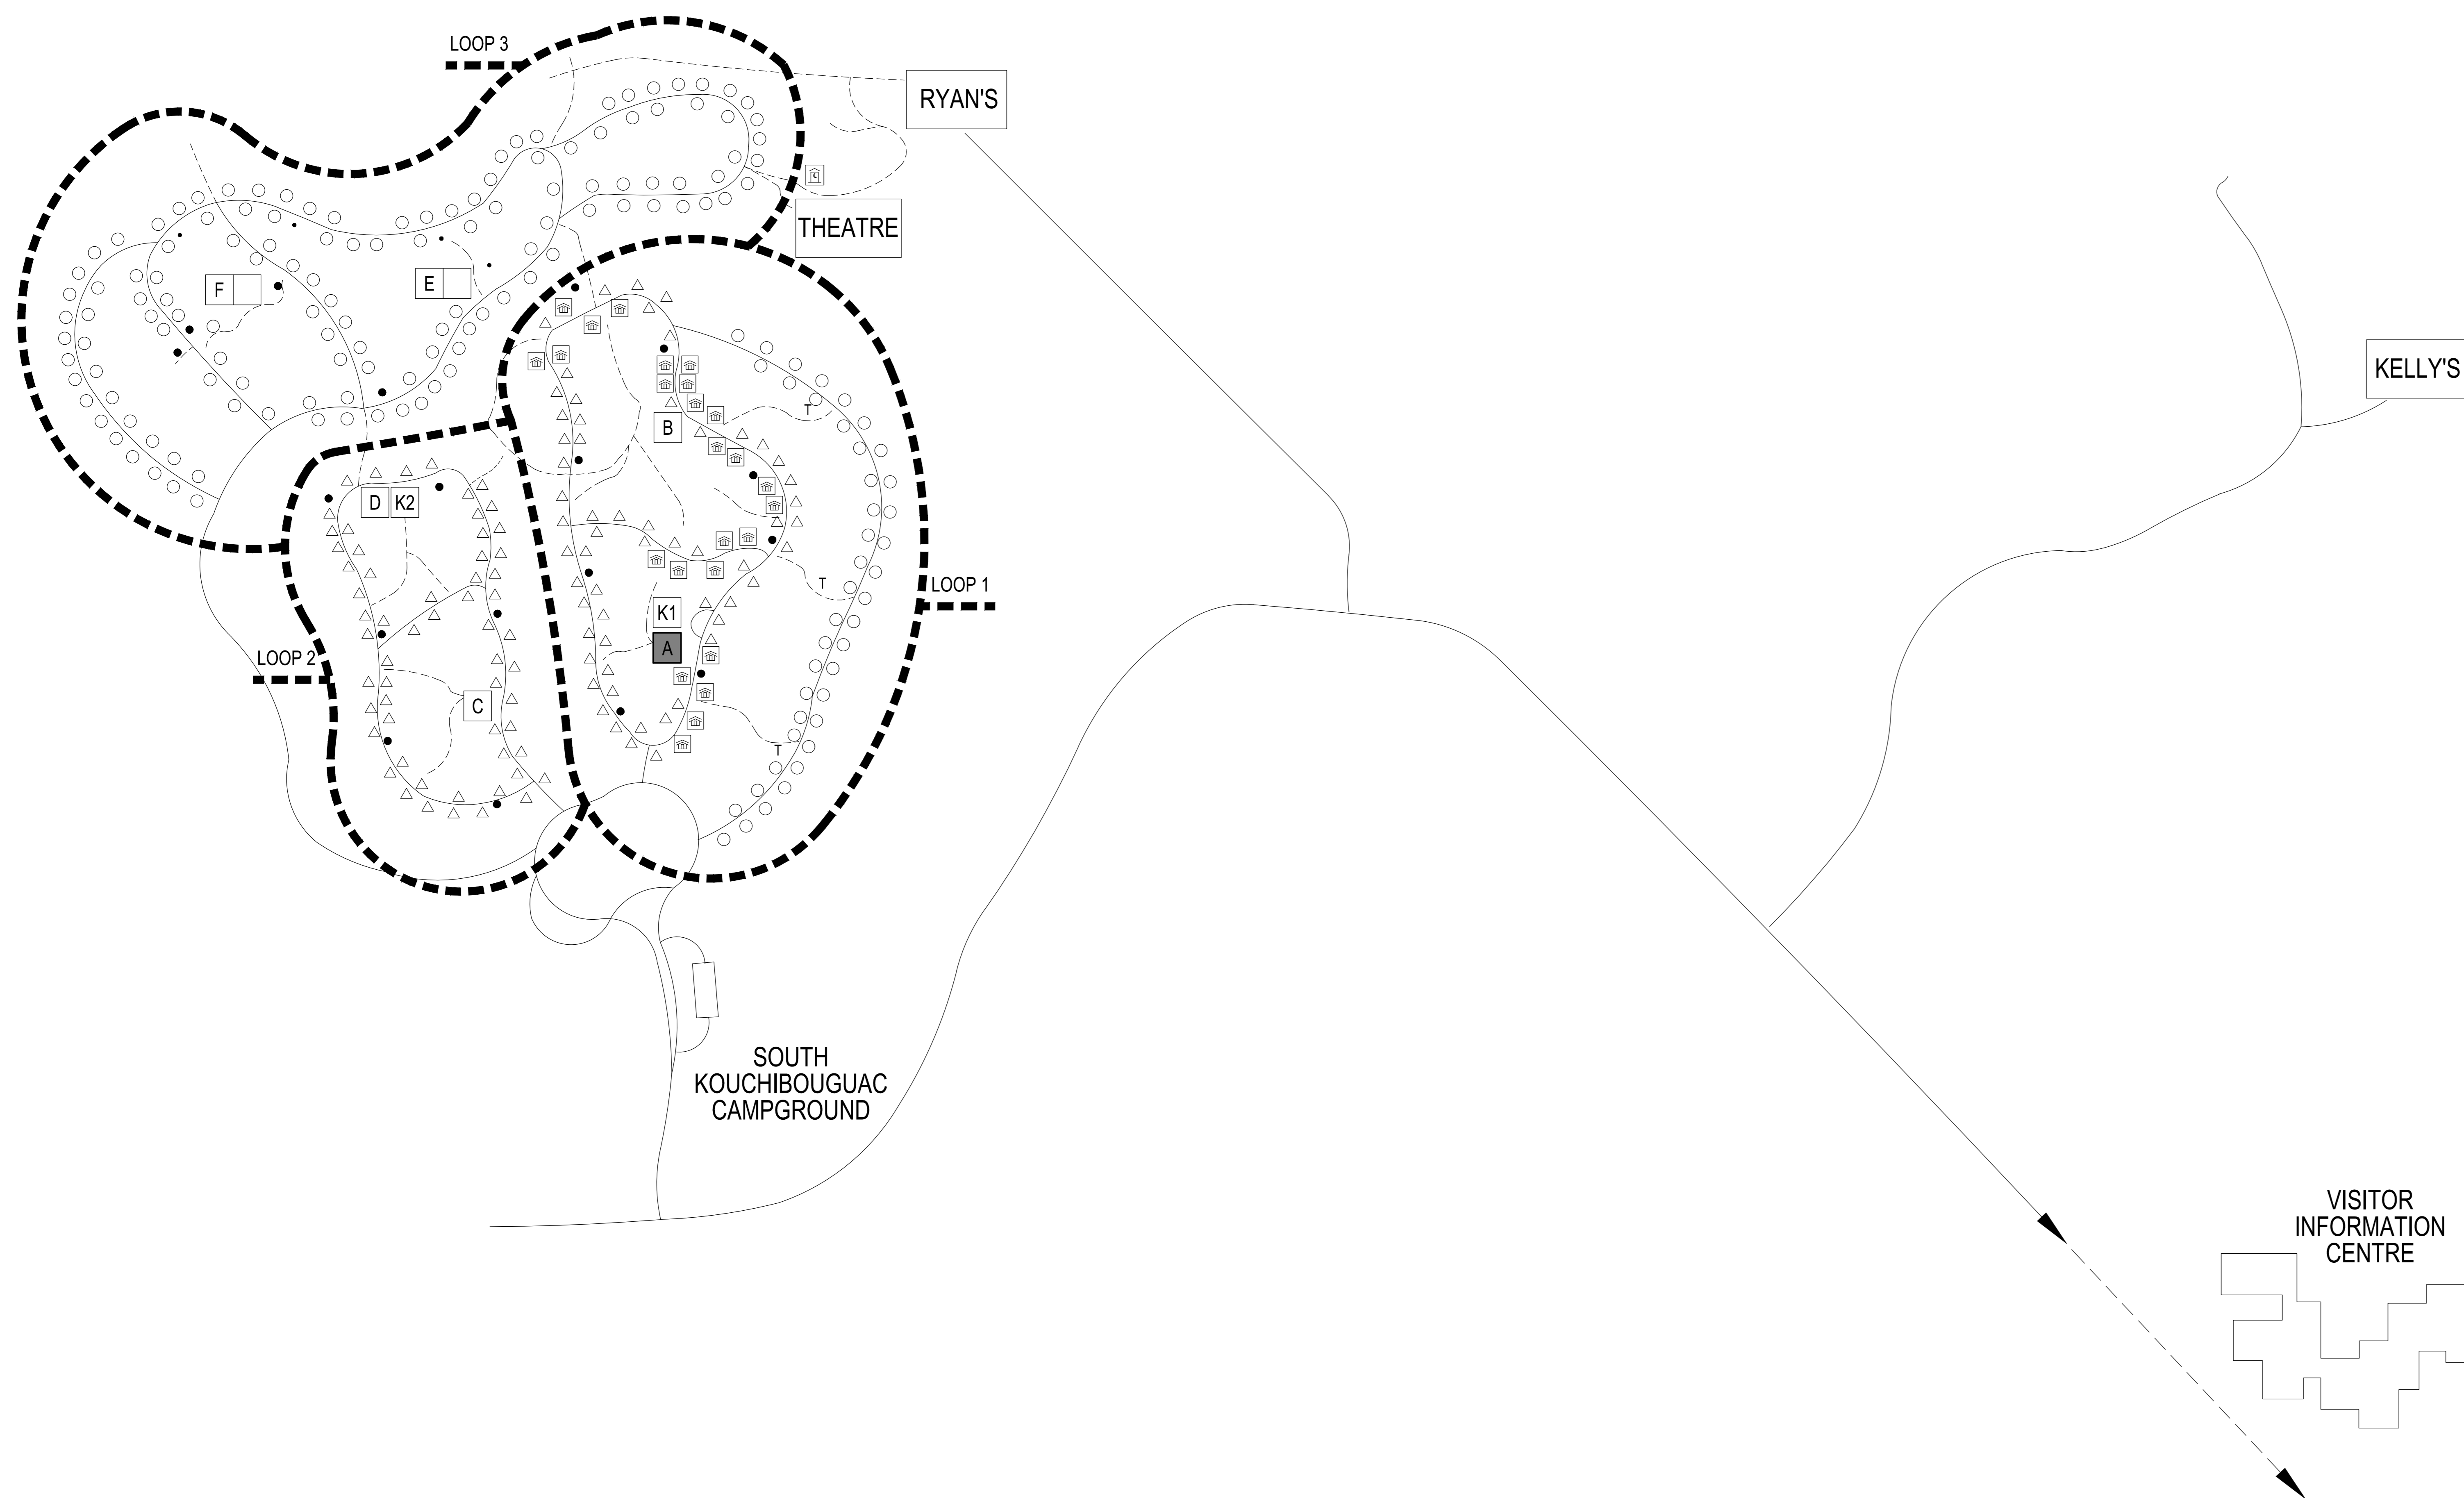 LOOP 3
RYAN'S
THEATRE
F
E
KELLY'S
T
B
D
K2
T
LOOP 1
K1
A
LOOP 2
C
T
SOUTH
KOUCHIBOUGUAC
CAMPGROUND
VISITOR
INFORMATION
CENTRE